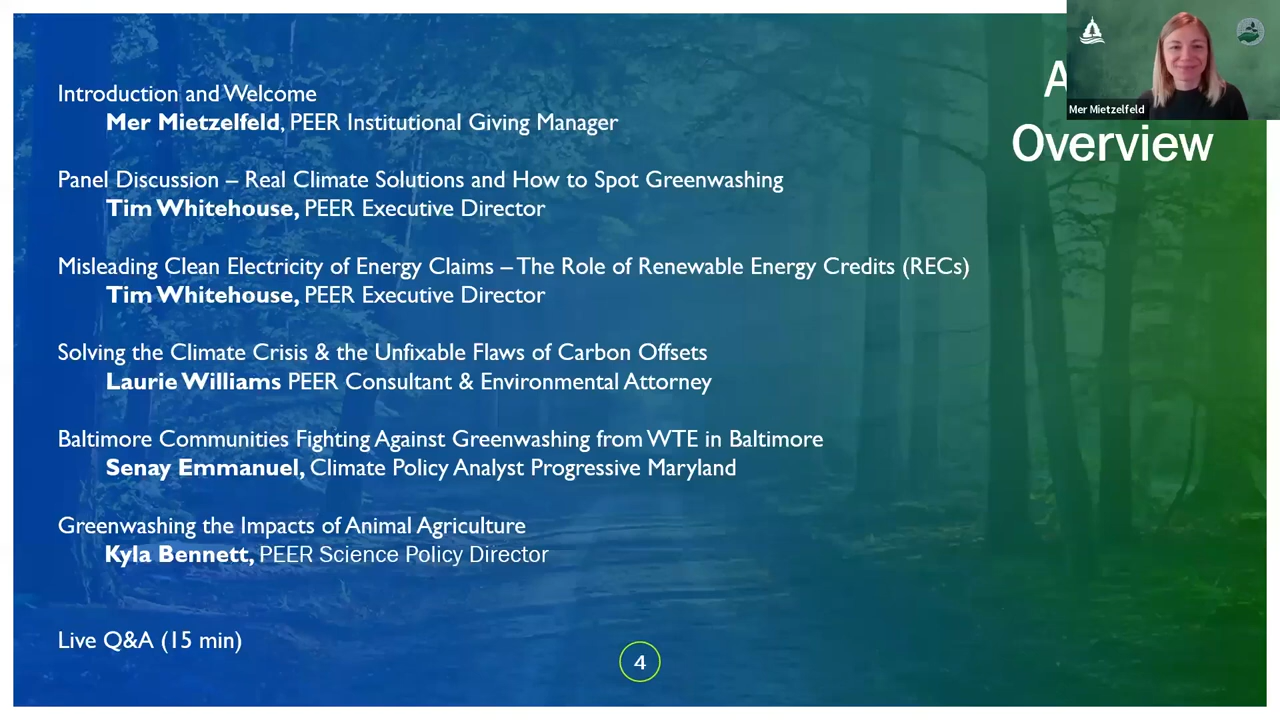 Introduction and Welcome
Mer Mietzelfeld, PEER Institutional Giving Manager
Panel Discussion – Real Climate Solutions and How to Spot Greenwashing
Tim Whitehouse, PEER Executive Director
Misleading Clean Electricity of Energy Claims – The Role of Renewable Energy Credits (RECs)
Tim Whitehouse, PEER Executive Director
Solving the Climate Crisis & the Unfixable Flaws of Carbon Offsets
Laurie Williams PEER Consultant & Environmental Attorney
Baltimore Communities Fighting Against Greenwashing from WTE in Baltimore
Senay Emmanuel, Climate Policy Analyst Progressive Maryland
Greenwashing the Impacts of Animal Agriculture
Kyla Bennett, PEER Science Policy Director
Live Q&A (15 min)
4
Overview
Mer Mietzelfeld